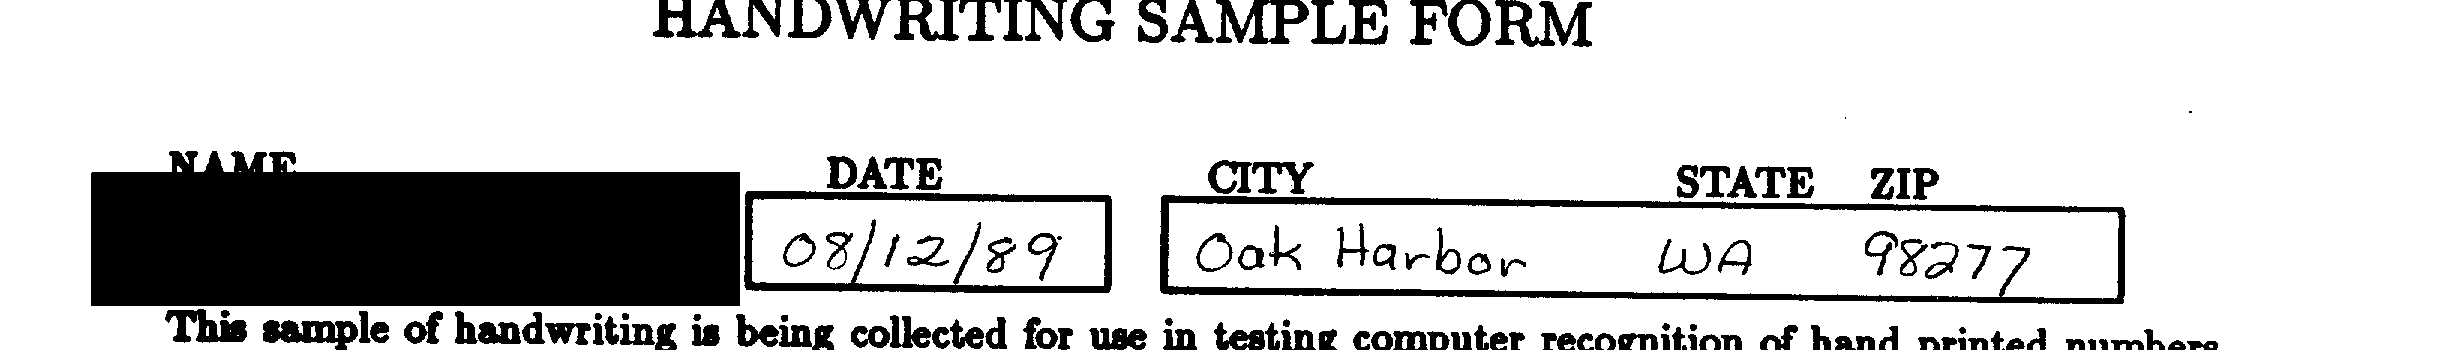 HANDWRITING SAMPLE FORM
NAME DATE CITY STATE ZIP
08/12/89 Oak Harbor WA 98277
This sample of handwriting is being collected for use in testing computer recognition of hand printed numbers